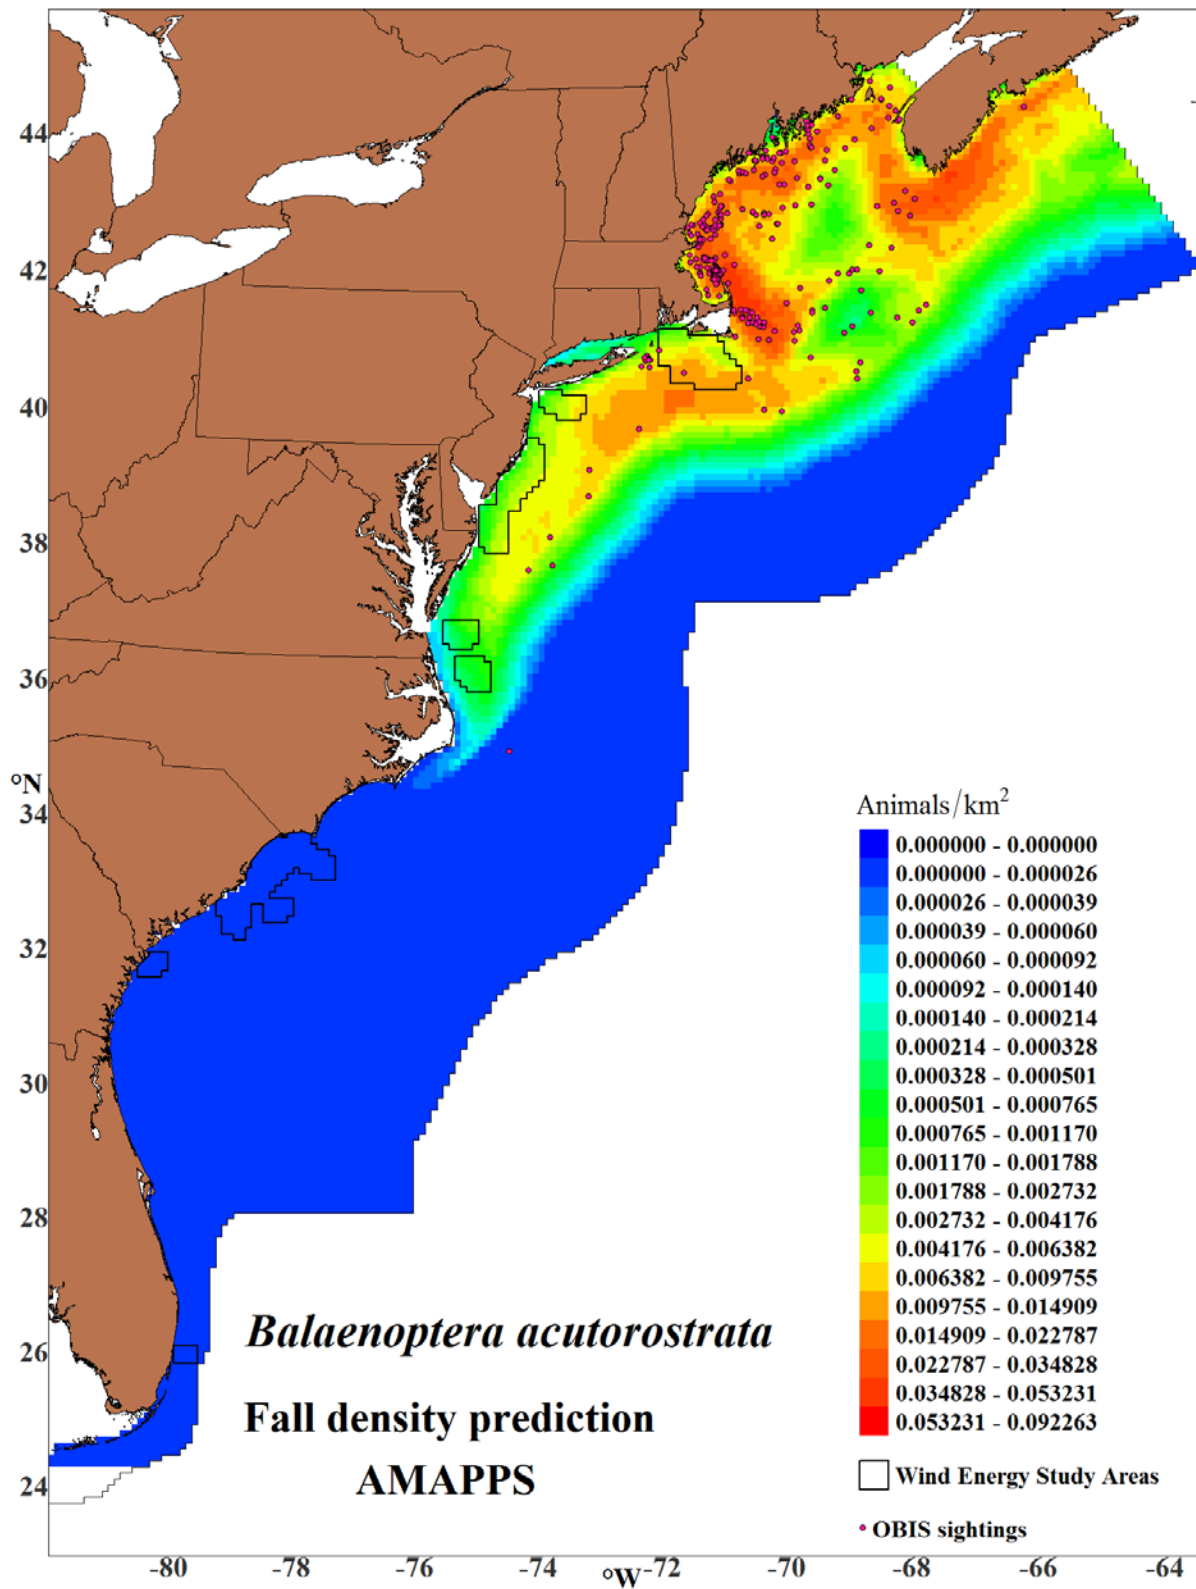 44
42
40
38
36
°N
34
32
30
28
26
24
Animals/km²
0.000000 - 0.000000
0.000000 - 0.000026
0.000026 - 0.000039
0.000039 - 0.000060
0.000060 - 0.000092
0.000092 - 0.000140
0.000140 - 0.000214
0.000214 - 0.000328
0.000328 - 0.000501
0.000501 - 0.000765
0.000765 - 0.001170
0.001170 - 0.001788
0.001788 - 0.002732
0.002732 - 0.004176
0.004176 - 0.006382
0.006382 - 0.009755
0.009755 - 0.014909
0.014909 - 0.022787
0.022787 - 0.034828
0.034828 - 0.053231
0.053231 - 0.092263
Wind Energy Study Areas
OBIS sightings
Balaenoptera acutorostrata
Fall density prediction
AMAPPS
-80 -78 -76 -74 °W -72 -70 -68 -66 -64